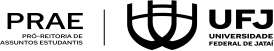 PRAE
PRÓ-REITORIA DE
ASSUNTOS ESTUDANTIS
UFJ
UNIVERSIDADE
FEDERAL DE JATAÍ